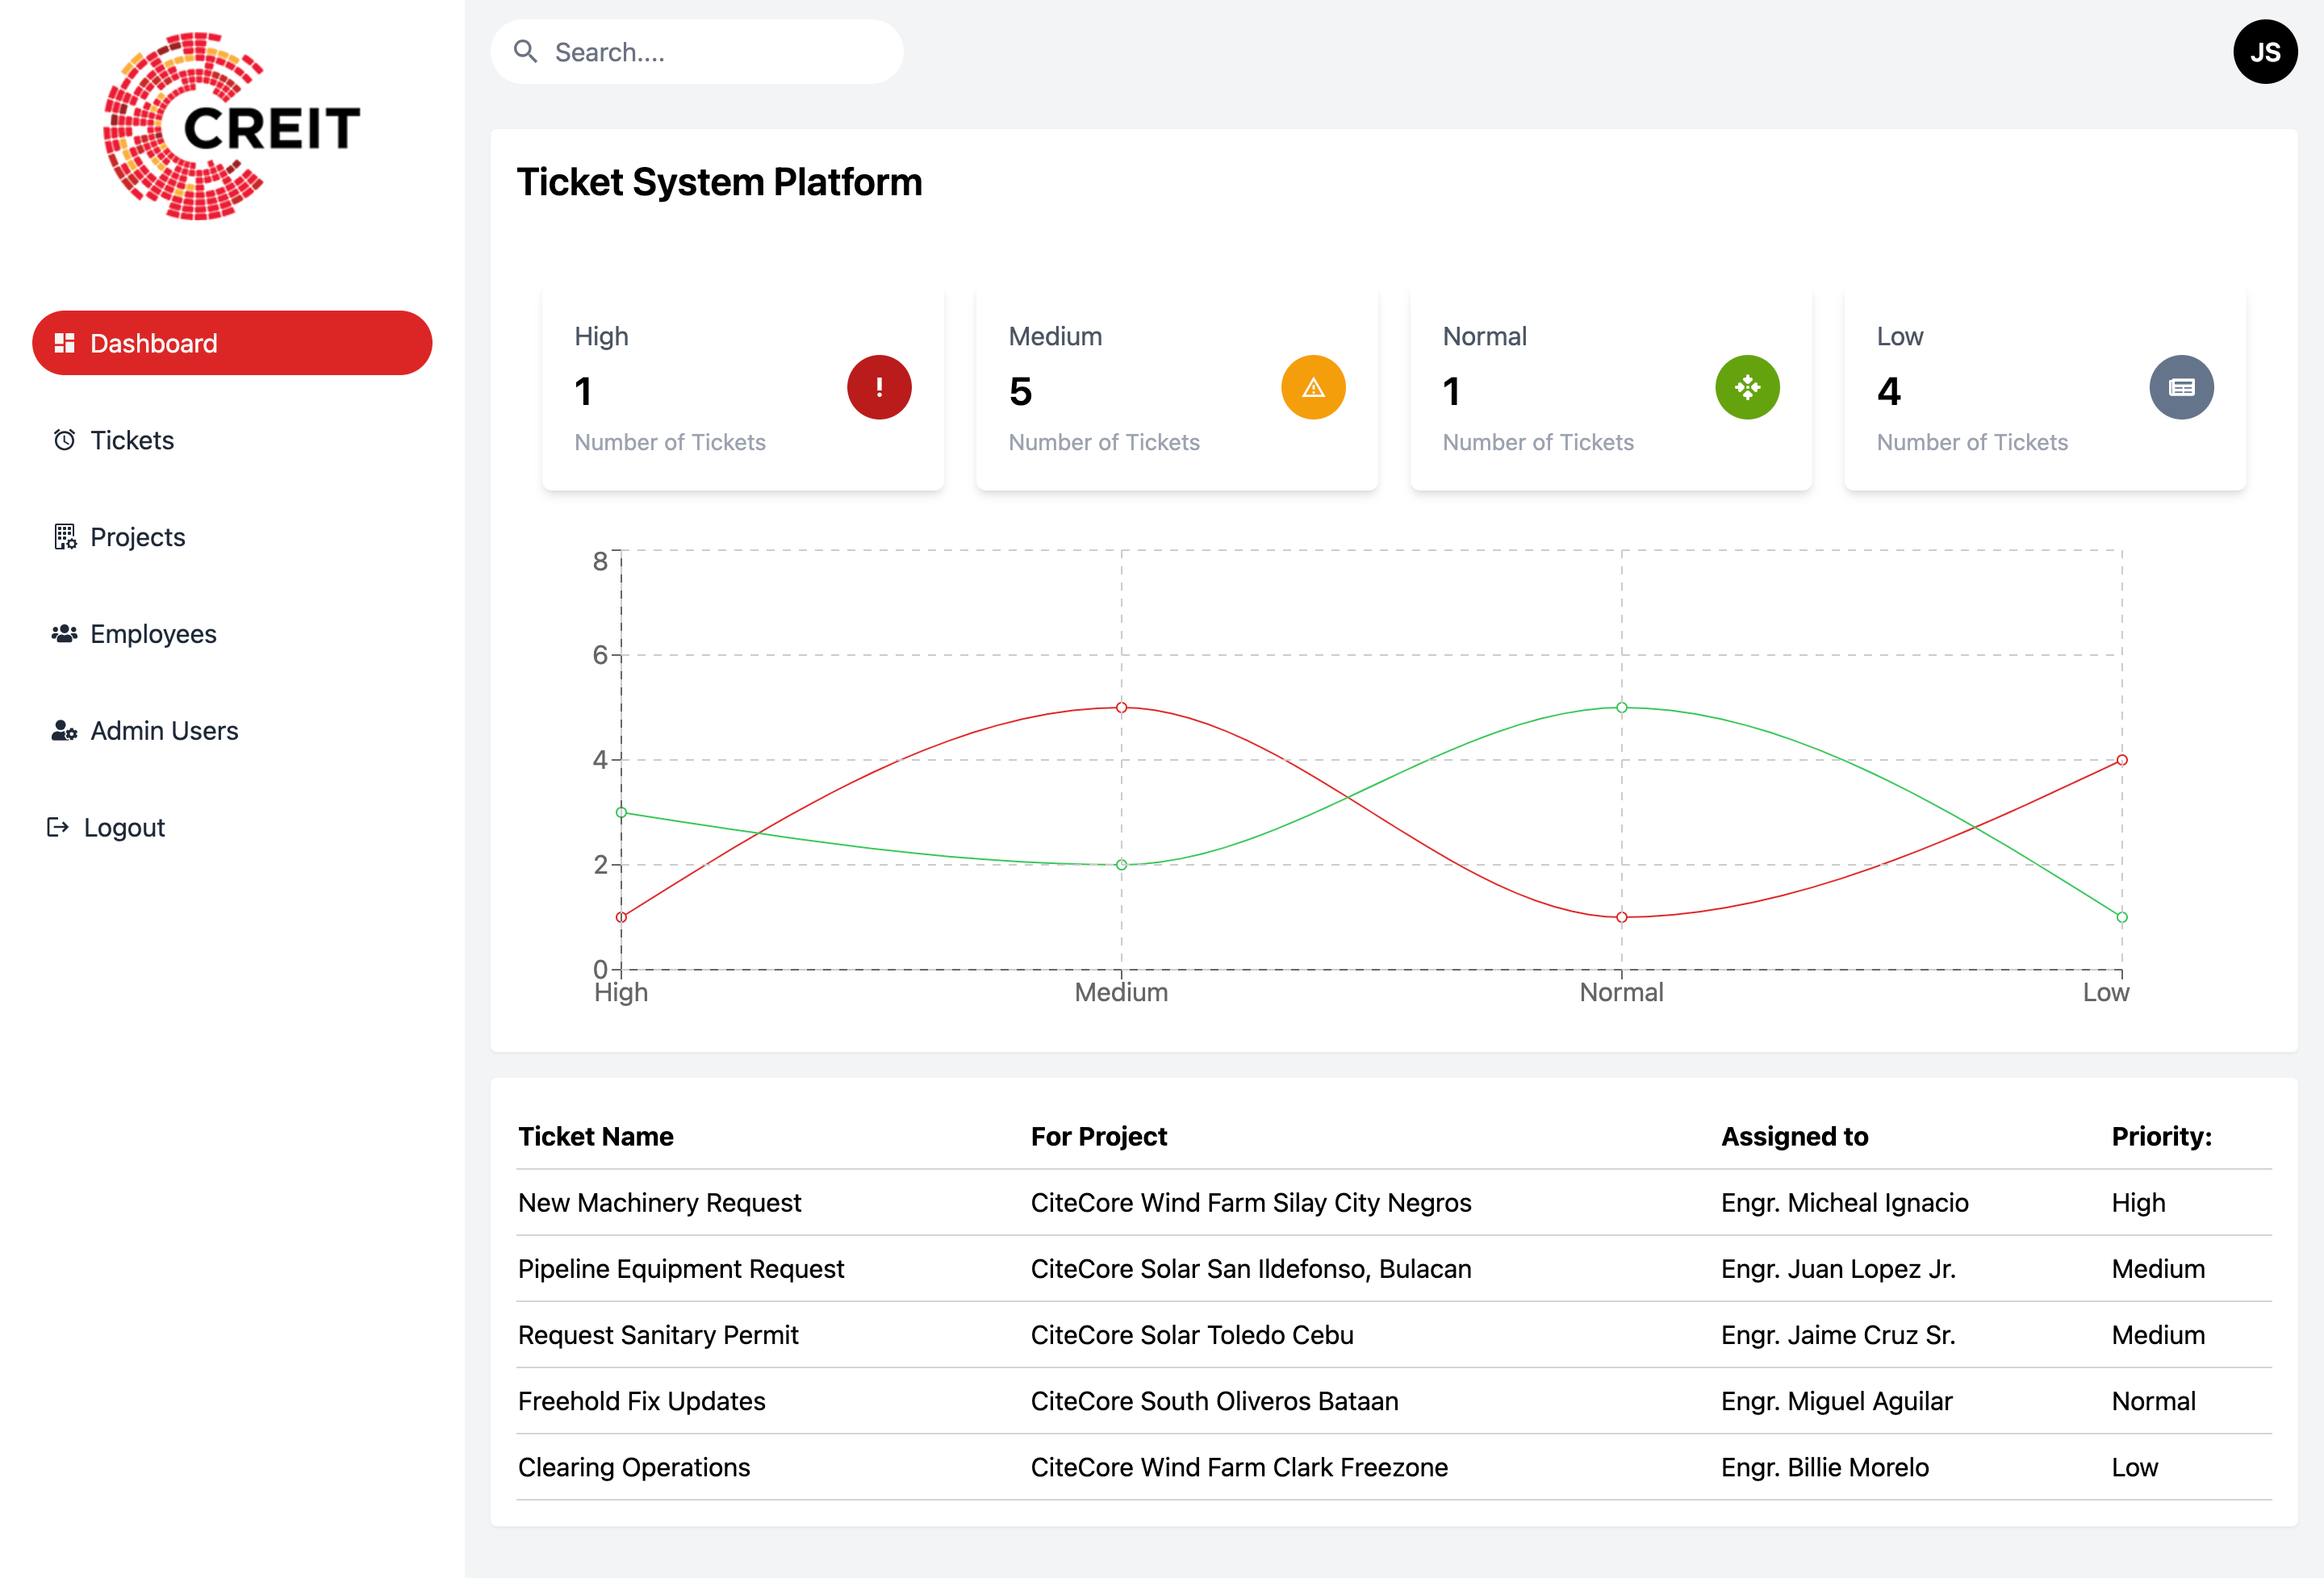 CREIT
Dashboard
Tickets
Projects
Employees
Admin Users
Logout
Search....
JS
Ticket System Platform
High
1
Number of Tickets
Medium
5
Number of Tickets
Normal
1
Number of Tickets
Low
4
Number of Tickets
8
6
4
2
0
High Medium Normal Low
Ticket Name For Project Assigned to Priority:
New Machinery Request CiteCore Wind Farm Silay City Negros Engr. Micheal Ignacio High
Pipeline Equipment Request CiteCore Solar San Ildefonso, Bulacan Engr. Juan Lopez Jr. Medium
Request Sanitary Permit CiteCore Solar Toledo Cebu Engr. Jaime Cruz Sr. Medium
Freehold Fix Updates CiteCore South Oliveros Bataan Engr. Miguel Aguilar Normal
Clearing Operations CiteCore Wind Farm Clark Freezone Engr. Billie Morelo Low